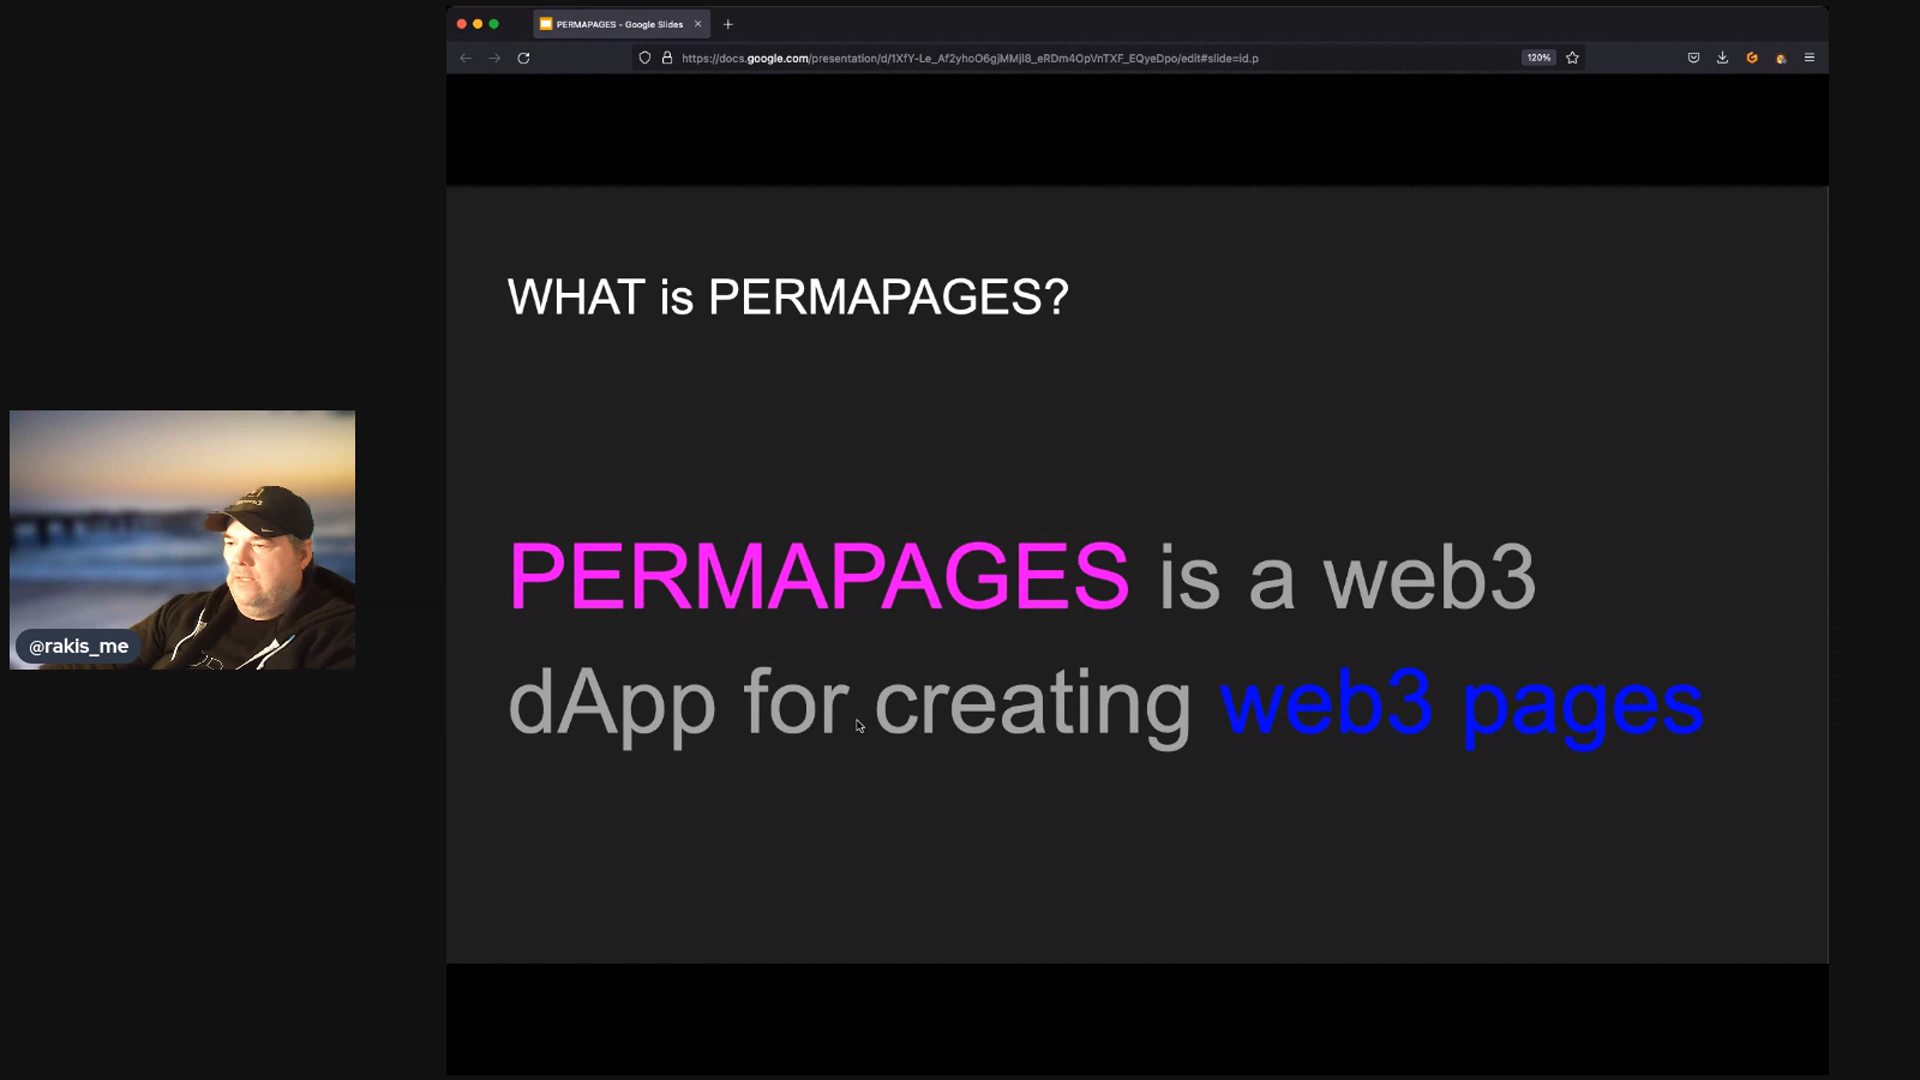 PERMAPAGES - Google Slides
https://docs.google.com/presentation/d/1XfY-Le_Af2yhoO6gjMMjl8_eRDm4OpVnTXF_EQyeDpo/edit#slide=id.p
120%
WHAT is PERMAPAGES?
PERMAPAGES is a web3
dApp for creating web3 pages
@rakis_me